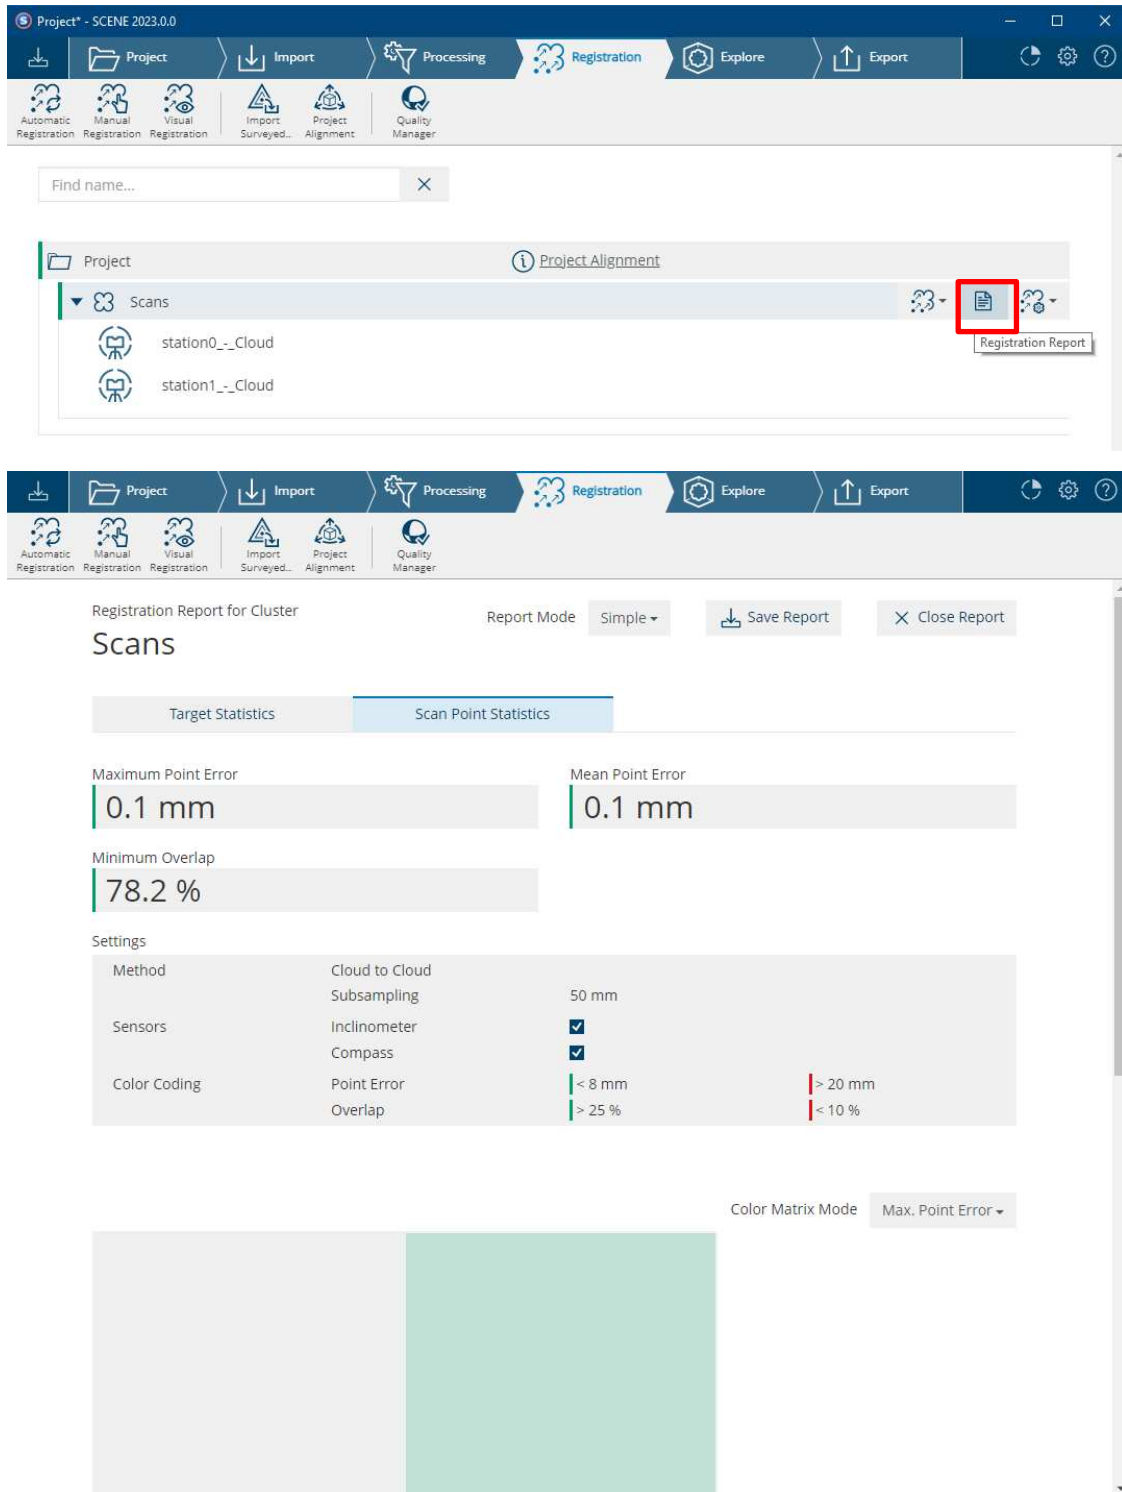 Project* - SCENE 2023.0.0
Project Import Processing Registration Explore Export
Automatic Registration
Manual Registration
Visual Registration
Import Surveyed..
Project Alignment
Quality Manager
Find name...
Project
Project Alignment
Scans
Registration Report
station0_-_Cloud
station1_-_Cloud
Project Import Processing Registration Explore Export
Automatic Registration
Manual Registration
Visual Registration
Import Surveyed..
Project Alignment
Quality Manager
Registration Report for Cluster
Scans
Report Mode Simple
Save Report
Close Report
Target Statistics
Scan Point Statistics
Maximum Point Error
0.1 mm
Mean Point Error
0.1 mm
Minimum Overlap
78.2 %
Settings
Method Cloud to Cloud
Subsampling 50 mm
Sensors Inclinometer
Compass
Color Coding Point Error < 8 mm > 20 mm
Overlap > 25 % < 10 %
Color Matrix Mode Max. Point Error